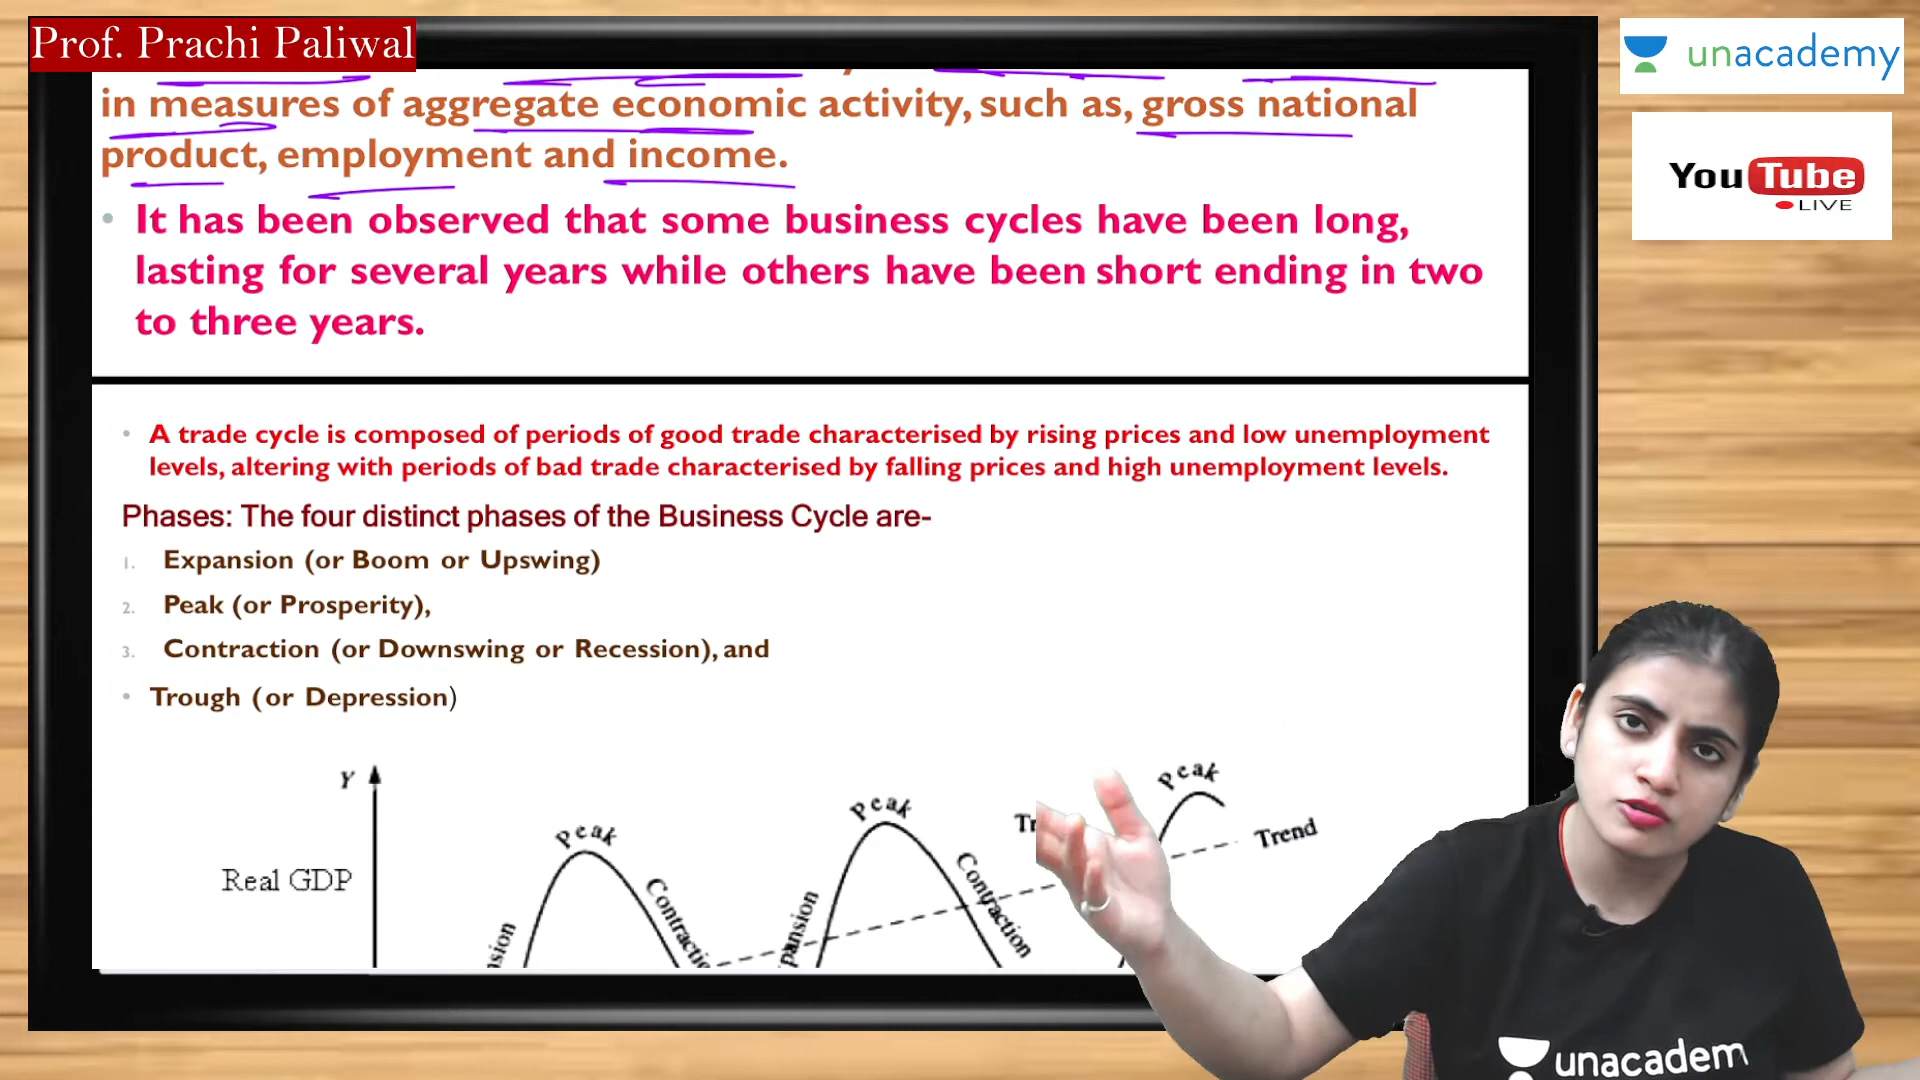 Prof. Prachi Paliwal
unacademy
You Tube
LIVE
in measures of aggregate economic activity, such as, gross national
product, employment and income.
• It has been observed that some business cycles have been long,
lasting for several years while others have been short ending in two
to three years.
• A trade cycle is composed of periods of good trade characterised by rising prices and low unemployment
levels, altering with periods of bad trade characterised by falling prices and high unemployment levels.
Phases: The four distinct phases of the Business Cycle are-
1. Expansion (or Boom or Upswing)
2. Peak (or Prosperity),
3. Contraction (or Downswing or Recession), and
• Trough (or Depression)
Y
Peak
Peak
Peak
Trend
Real GDP
Contraction
unacadem